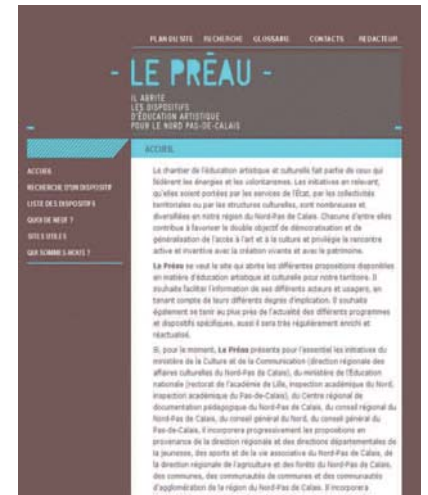 PLAN DU SITE RECHERCHE GLOSSAIRE CONTACTS REDACTEUR
- LE PRÉAU -
IL ABRITE
LES DISPOSITIFS
D'ÉDUCATION ARTISTIQUE
POUR LE NORD PAS-DE-CALAIS
ACCUEIL
ACCUEIL
RECHERCHE D'UN DISPOSITIF
LISTE DES DISPOSITIFS
QUOI DE NEUF ?
SITES UTILES
QUI SOMMES-NOUS ?
Le chantier de l'éducation artistique et culturelle fait partie de ceux qui
fédèrent les énergies et les volontarismes. Les initiatives en relevant,
qu'elles soient portées par les services de l'État, par les collectivités
territoriales ou par les structures culturelles, sont nombreuses et
diversifiées en notre région du Nord-Pas de Calais. Chacune d'entre elles
contribue à favoriser le double objectif de démocratisation et de
généralisation de l'accès à l'art et à la culture et privilégie la rencontre
active et inventive avec la création vivante et avec le patrimoine.
Le Préau se veut le site qui abrite les différentes propositions disponibles
en matière d'éducation artistique et culturelle pour notre territoire. Il
souhaite faciliter l'information de ses différents acteurs et usagers, en
tenant compte de leurs différents degrés d'implication. Il souhaite
également se tenir au plus près de l'actualité des différents programmes
et dispositifs spécifiques, aussi il sera très régulièrement enrichi et
réactualisé.
Si, pour le moment, Le Préau présente pour l'essentiel les initiatives du
ministère de la Culture et de la Communication (direction régionale des
affaires culturelles du Nord-Pas de Calais), du ministère de l'Éducation
nationale (rectorat de l'académie de Lille, inspection académique du Nord,
inspection académique du Pas-de-Calais), du Centre régional de
documentation pédagogique du Nord-Pas de Calais, du conseil régional du
Nord-Pas de Calais, du conseil général du Nord, du conseil général du
Pas-de-Calais, il incorporera progressivement les propositions en
provenance de la direction régionale et des directions départementales de
la jeunesse, des sports et de la vie associative du Nord-Pas de Calais, de
la direction régionale de l'agriculture et des forêts du Nord-Pas de Calais,
des communes, des communautés de communes et des communautés
d'agglomération de la région du Nord-Pas de Calais. Il incorporera